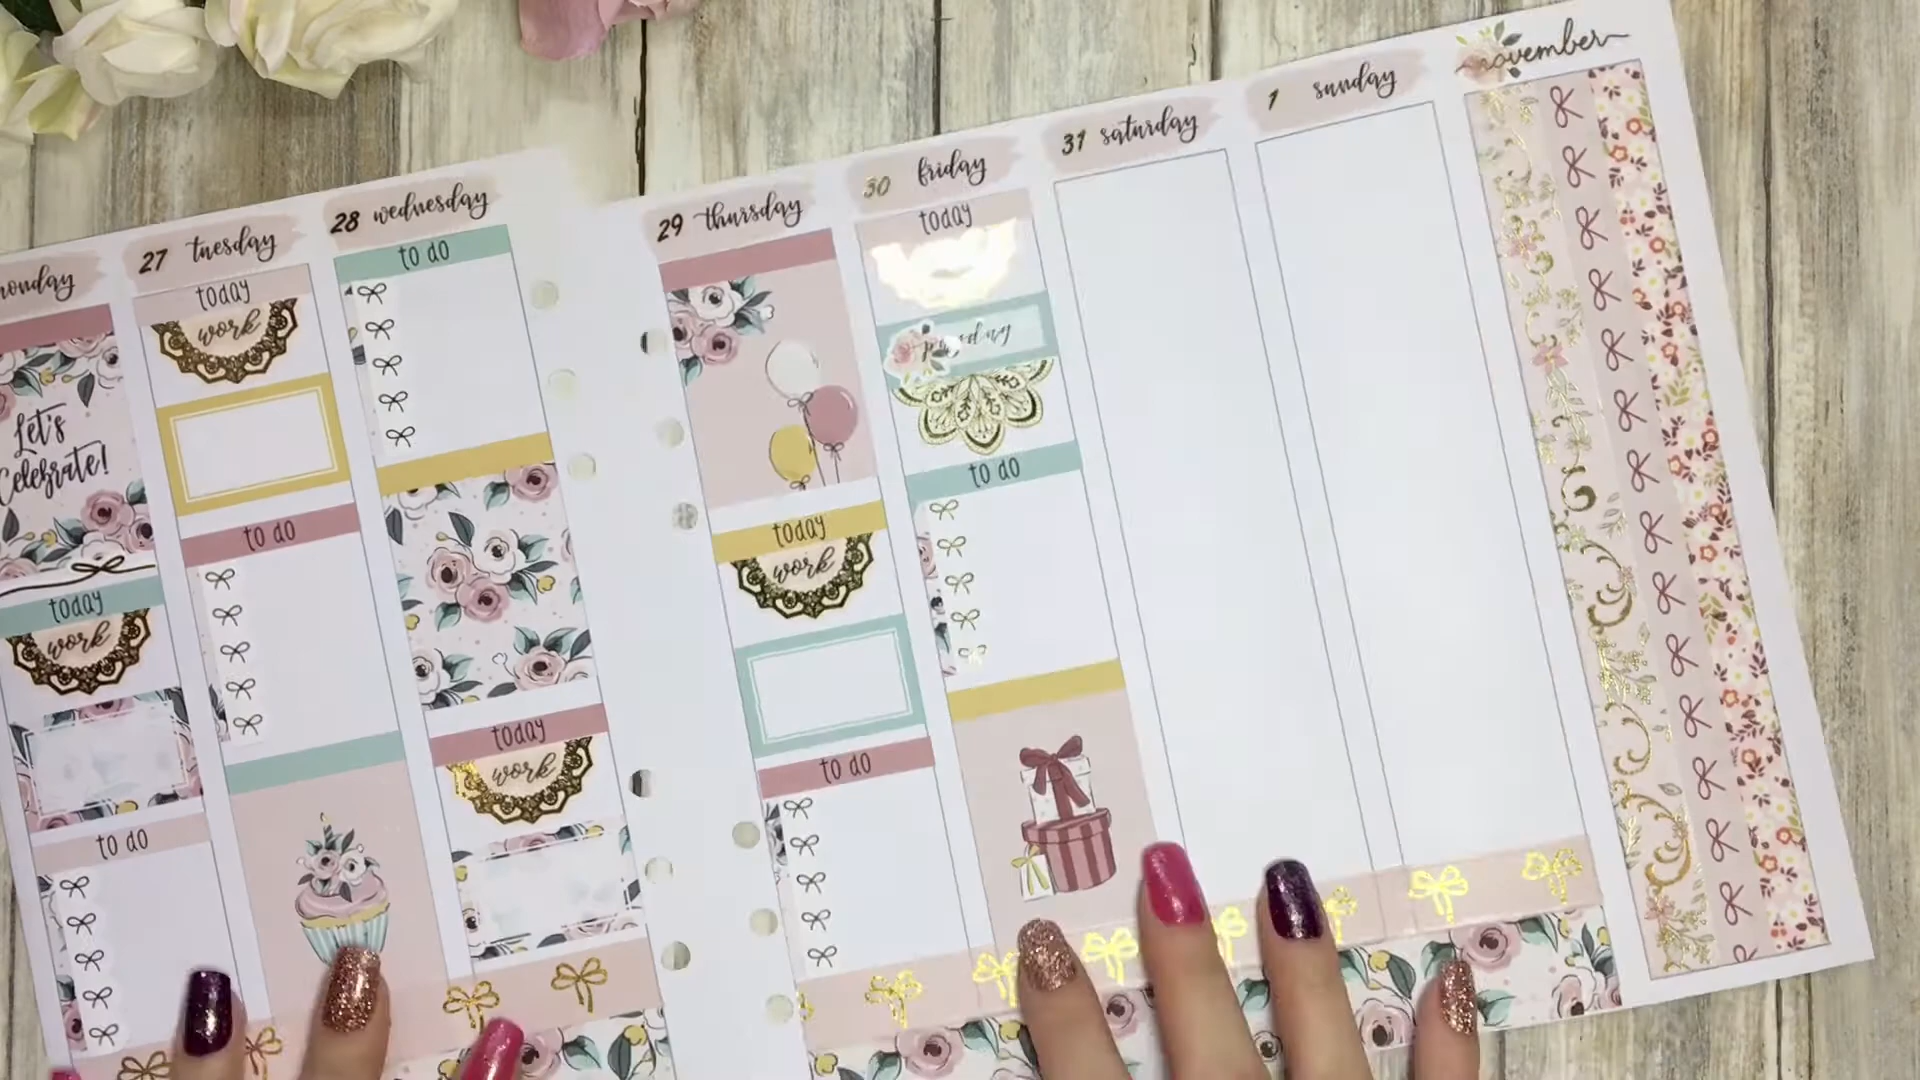 monday
Let's
Celebrate!
today
work
to do
27 tuesday
today
work
to do
28 wednesday
to do
today
work
29 thursday
today
work
to do
30 friday
today
payday
to do
31 saturday
1 sunday
november